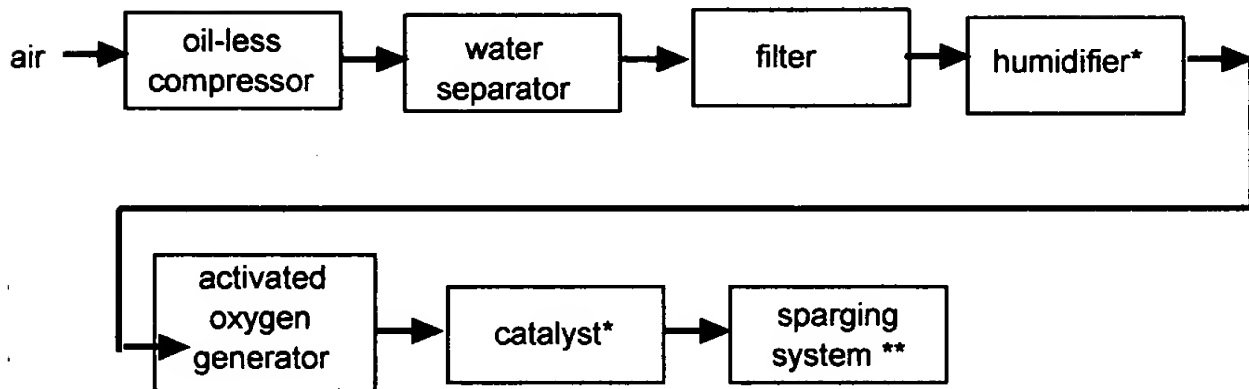 air
oil-less
compressor
water
separator
filter
humidifier*
activated
oxygen
generator
catalyst*
sparging
system **